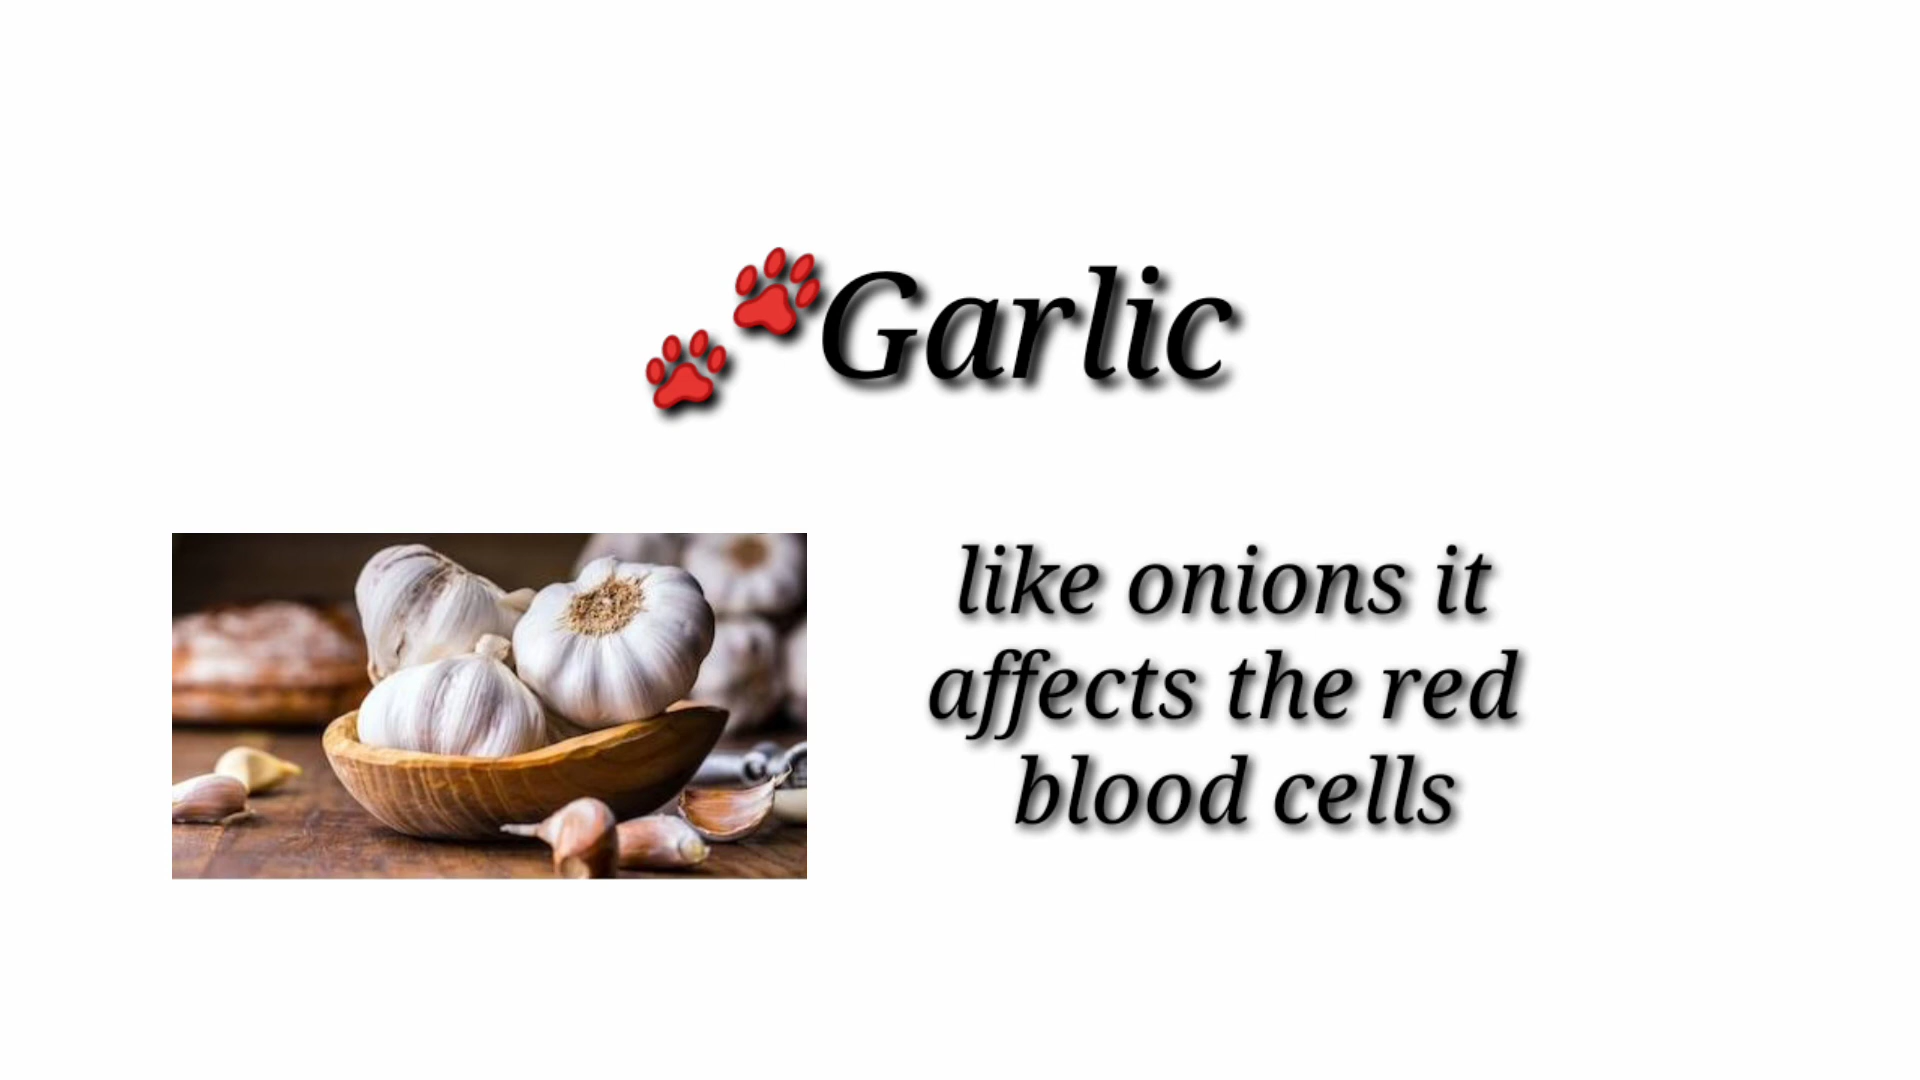 🐾Garlic
like onions it
affects the red
blood cells